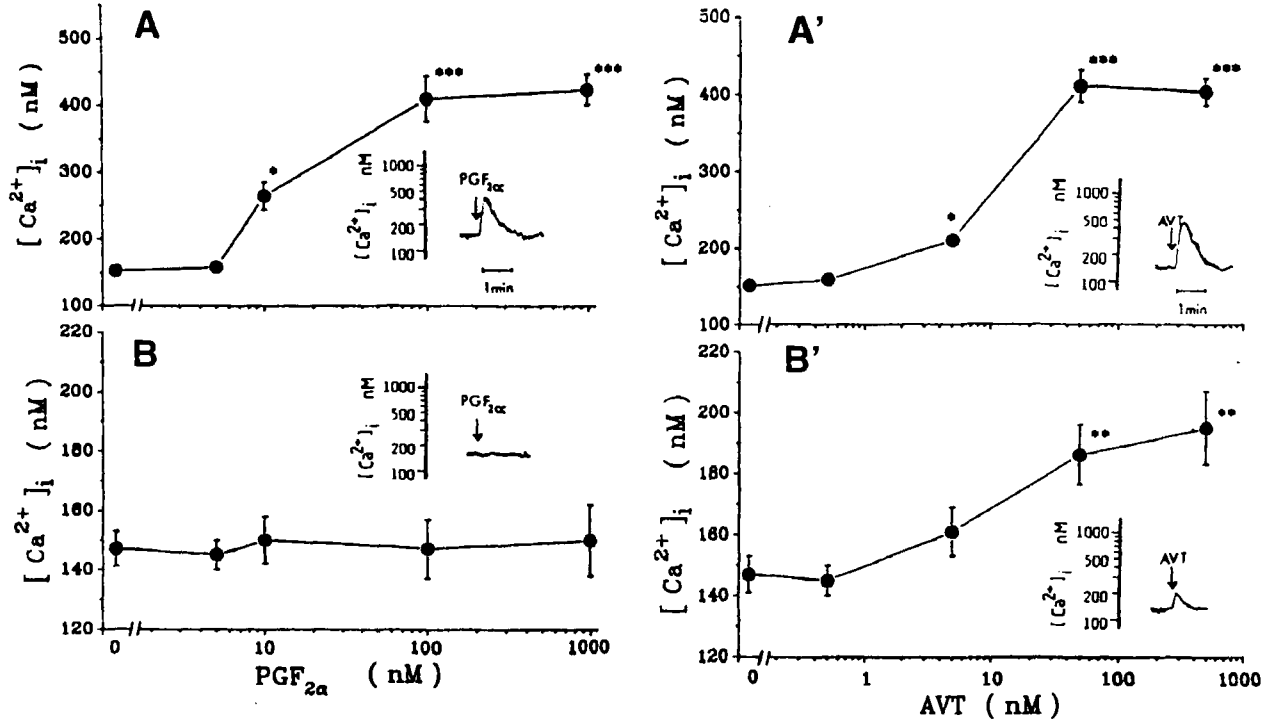 A
[Ca²⁺]ᵢ (nM)
500
400
300
200
100
*
***
***
[Ca²⁺]ᵢ nM
1000
500
200
100
PGF₂α
1min
A'
[Ca²⁺]ᵢ (nM)
500
400
300
200
100
*
***
***
[Ca²⁺]ᵢ nM
1000
500
200
100
AVT
1min
B
[Ca²⁺]ᵢ (nM)
220
200
180
160
140
120
[Ca²⁺]ᵢ nM
1000
500
200
100
PGF₂α
0 10 100 1000
PGF₂α (nM)
B'
[Ca²⁺]ᵢ (nM)
220
200
180
160
140
120
**
**
[Ca²⁺]ᵢ nM
1000
500
200
100
AVT
0 1 10 100 1000
AVT (nM)